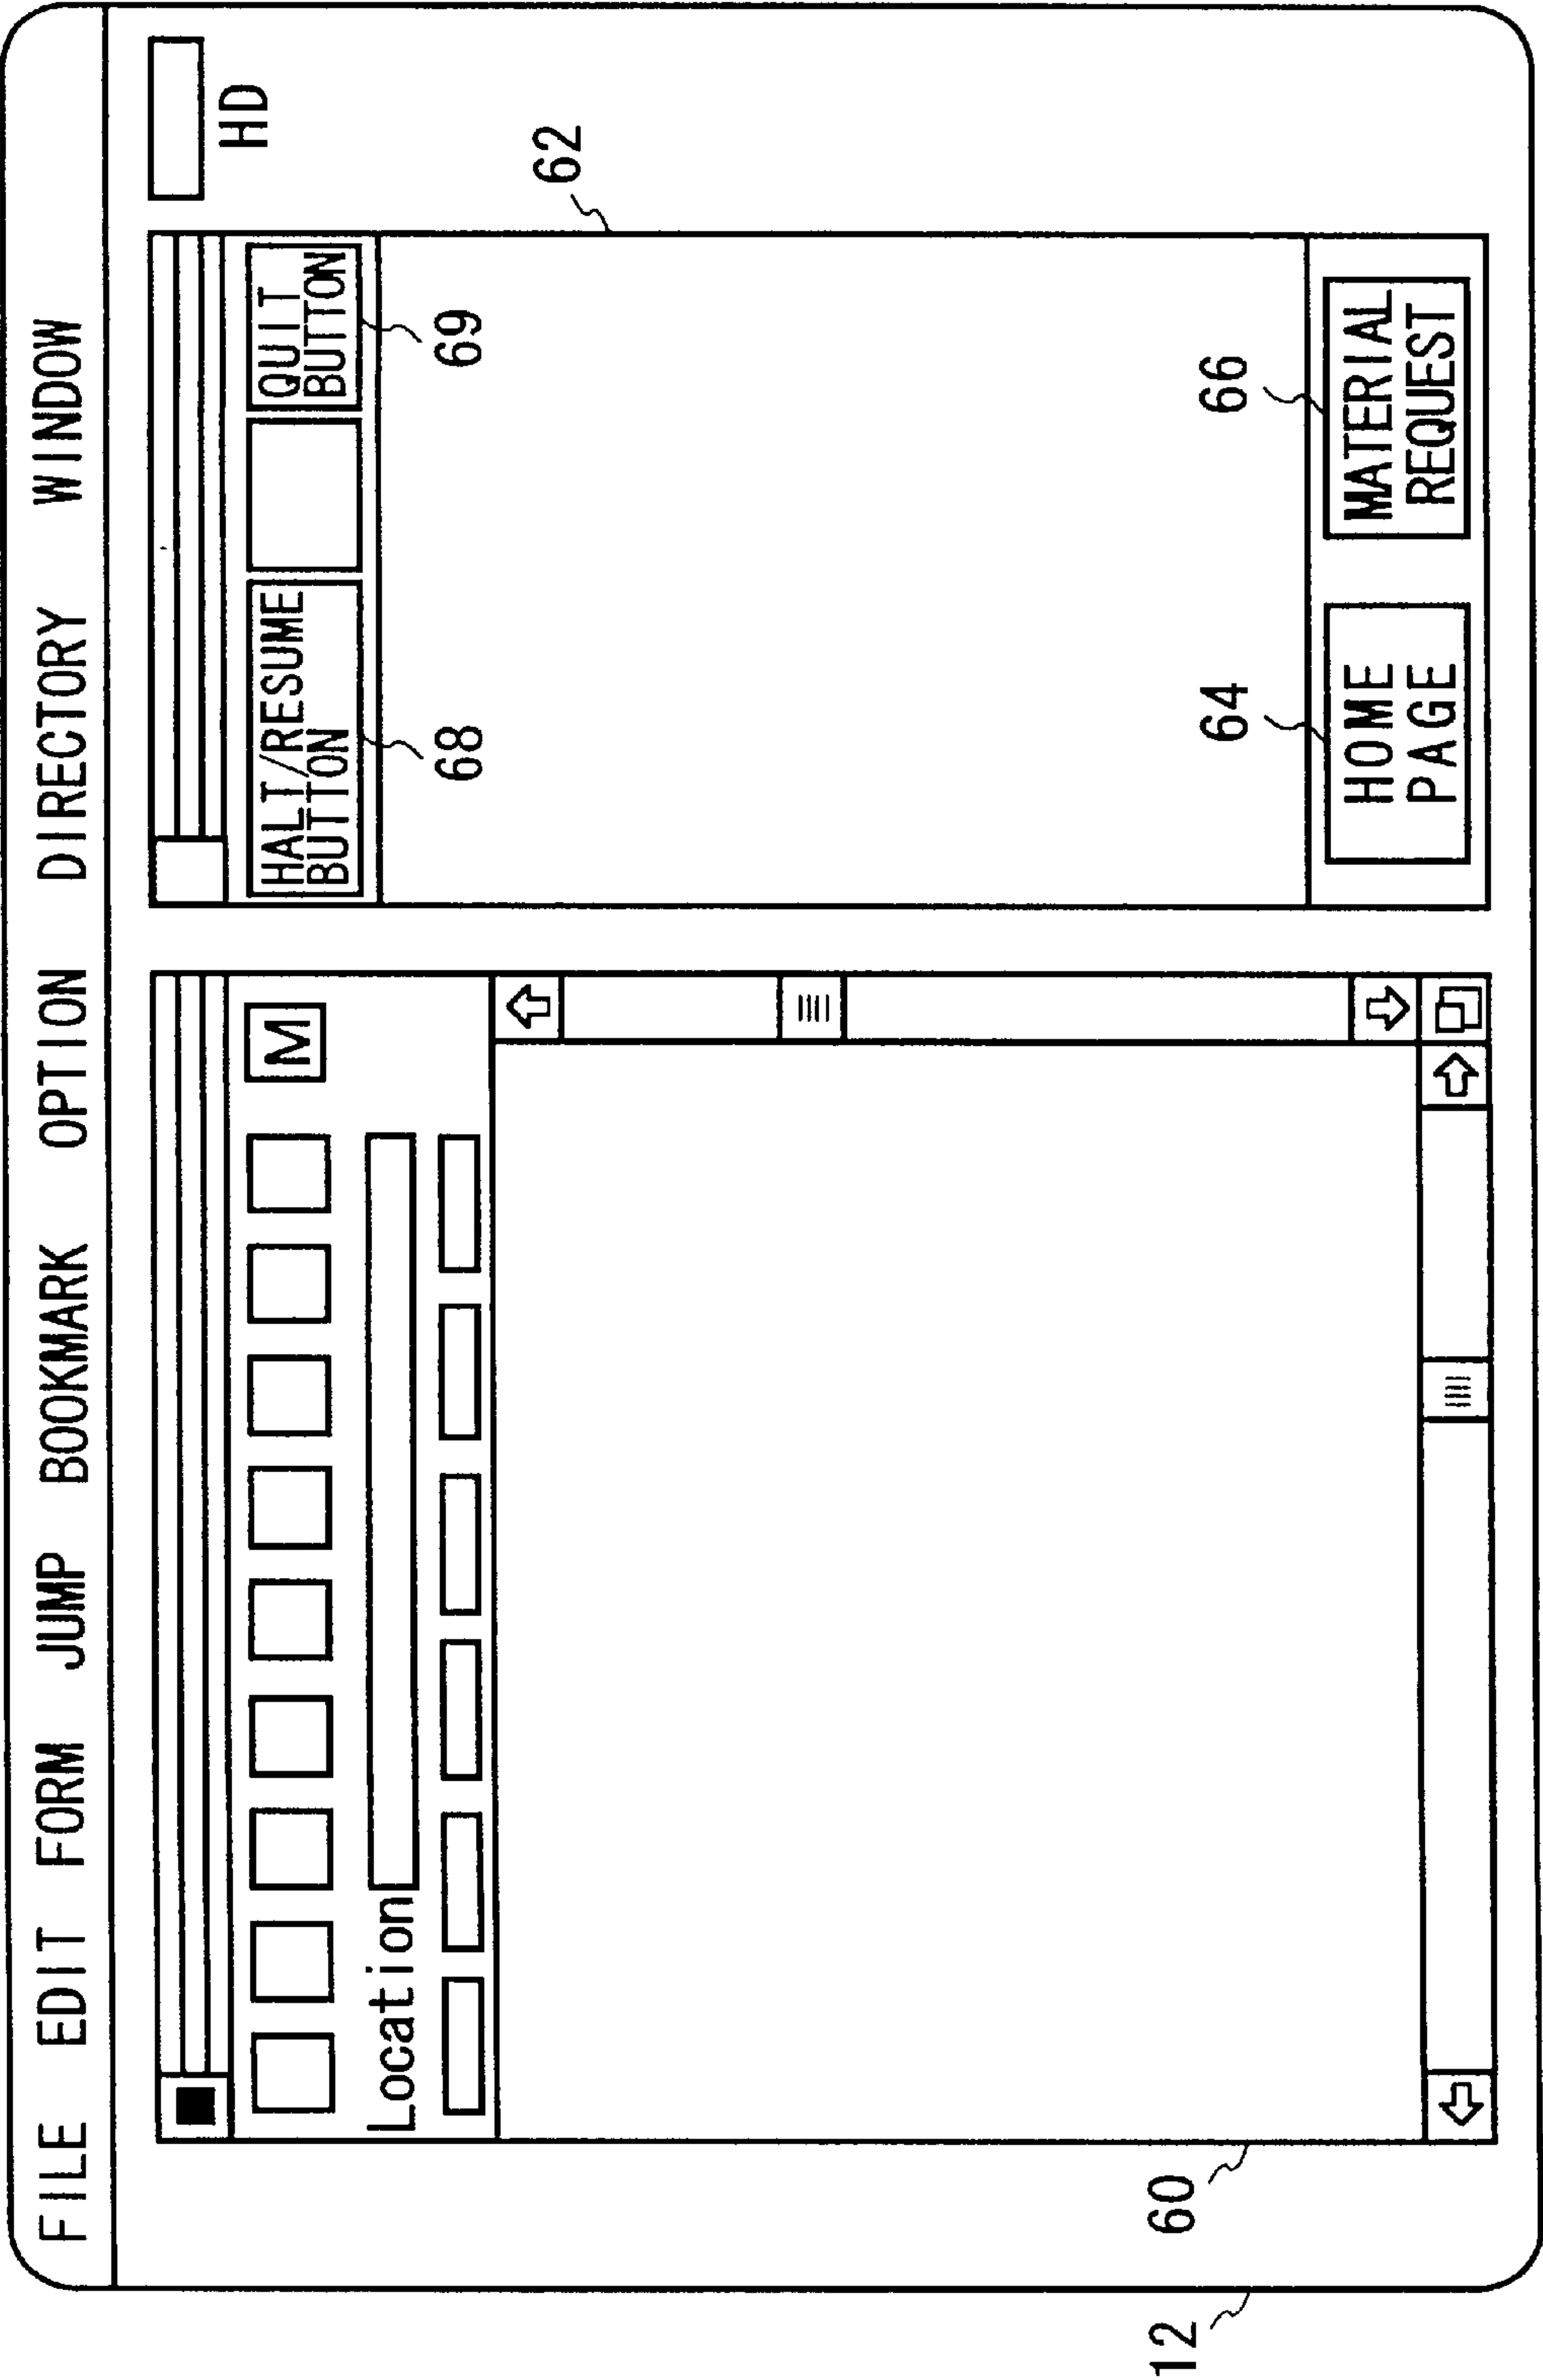 FILE EDIT FORM JUMP BOOKMARK OPTION DIRECTORY WINDOW
HD
M
Location
HALT/RESUME
BUTTON
QUIT
BUTTON
68
69
62
64
66
HOME
PAGE
MATERIAL
REQUEST
60
12